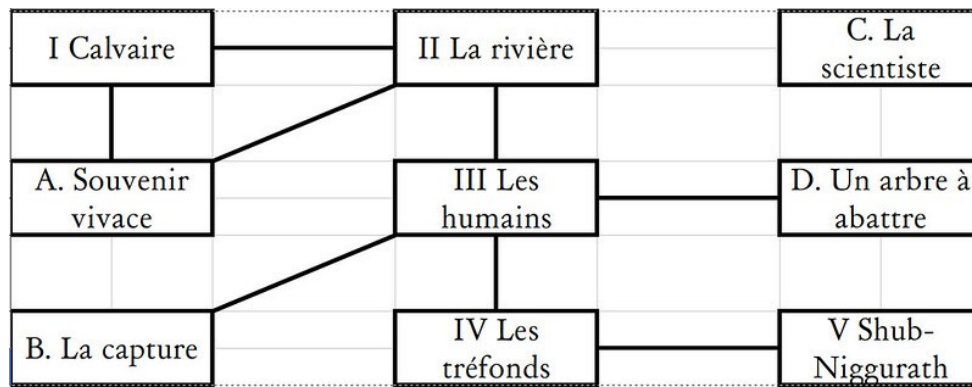 I Calvaire
II La rivière
C. La
scientiste
A. Souvenir
vivace
III Les
humains
D. Un arbre à
abattre
B. La capture
IV Les
tréfonds
V Shub-
Niggurath